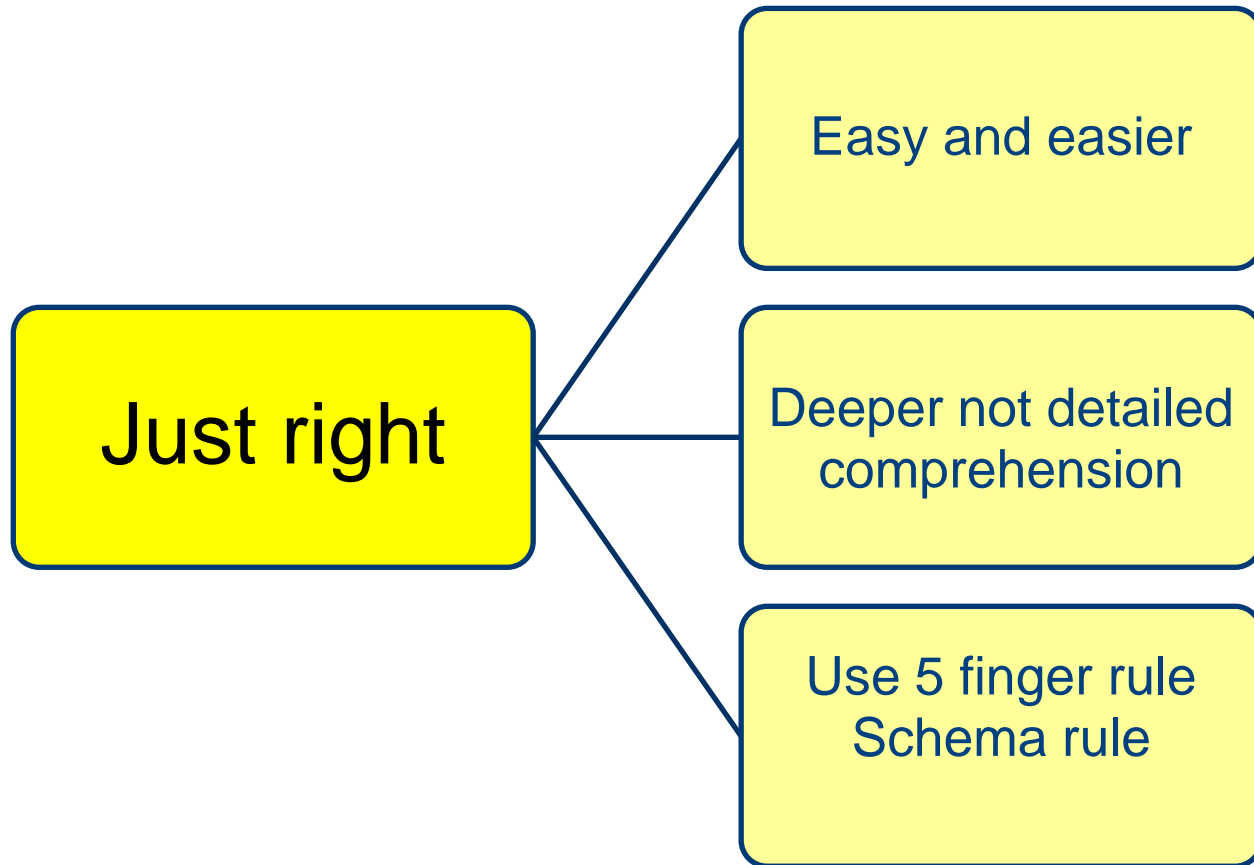 Just right
Easy and easier
Deeper not detailed
comprehension
Use 5 finger rule
Schema rule